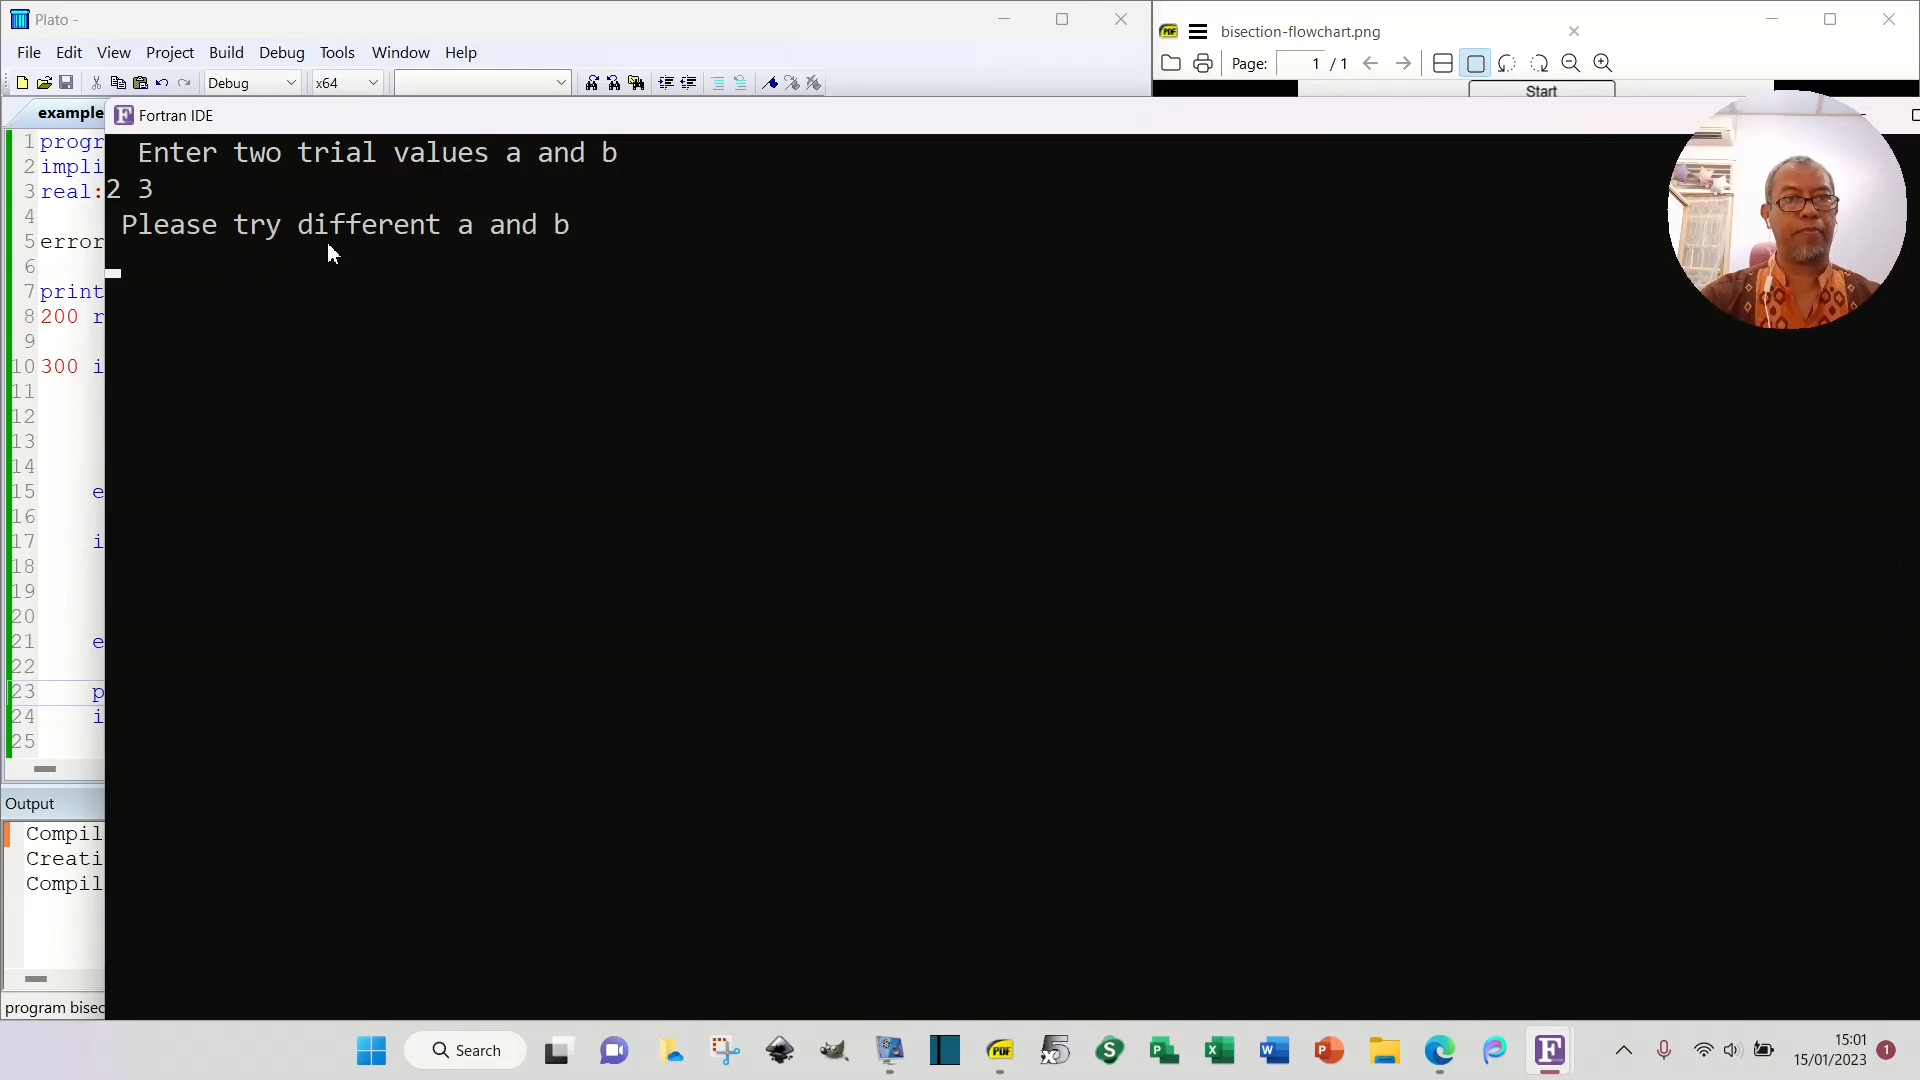 Plato -
File Edit View Project Build Debug Tools Window Help
Debug x64
example
1 progr
2 impli
3 real:
4
5 error
6
7 print
8 200 r
9
10 300 i
11
12
13
14
15 e
16
17 i
18
19
20
21 e
22
23 p
24 i
25
Output
Compil
Creati
Compil
program bisec
Fortran IDE
Enter two trial values a and b
2 3
Please try different a and b
bisection-flowchart.png
Page: 1 / 1
Start
Search
15:01
15/01/2023
1